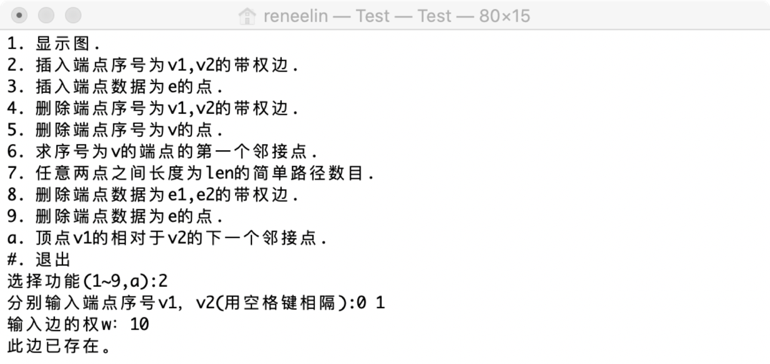 reneelin — Test — Test — 80×15
1. 显示图.
2. 插入端点序号为v1,v2的带权边.
3. 插入端点数据为e的点.
4. 删除端点序号为v1,v2的带权边.
5. 删除端点序号为v的点.
6. 求序号为v的端点的第一个邻接点.
7. 任意两点之间长度为len的简单路径数目.
8. 删除端点数据为e1,e2的带权边.
9. 删除端点数据为e的点.
a. 顶点v1的相对于v2的下一个邻接点.
#. 退出
选择功能(1~9,a):2
分别输入端点序号v1, v2(用空格键相隔):0 1
输入边的权w: 10
此边已存在。